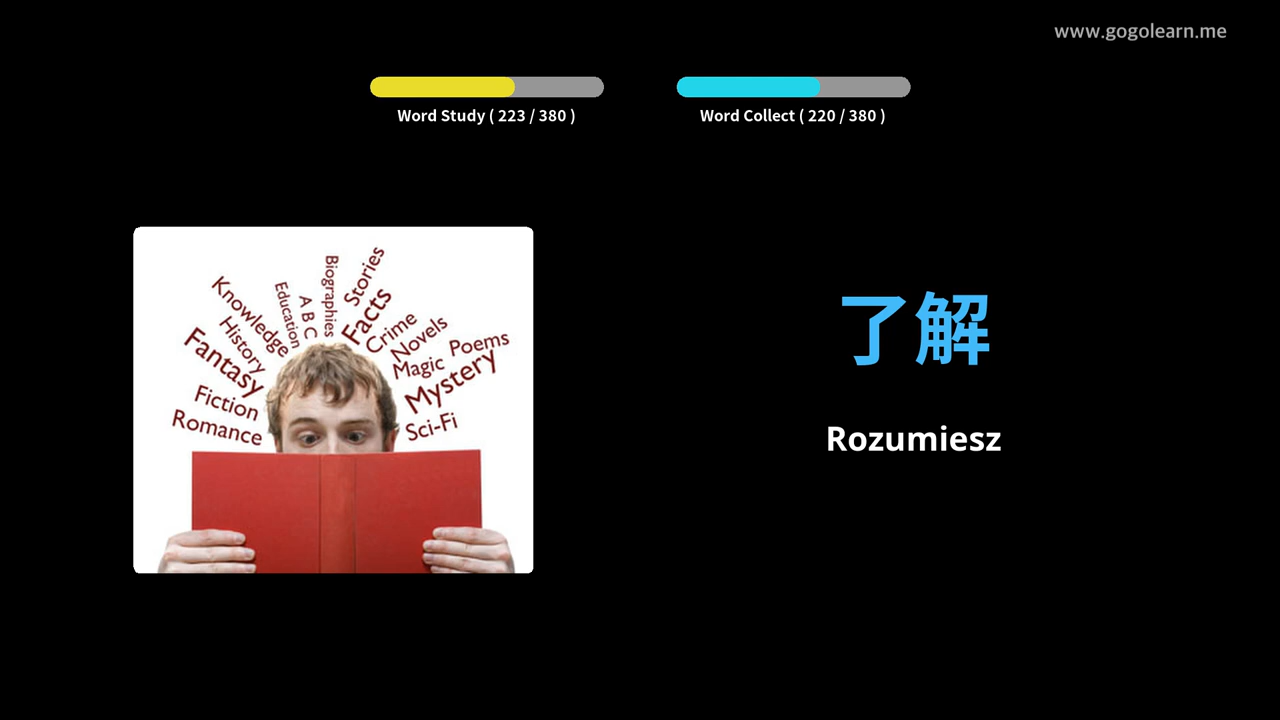 www.gogolearn.me
Word Study ( 223 / 380 )
Word Collect ( 220 / 380 )
Stories
Biographies
Facts
A B C
Education
Knowledge
Crime
Novels
History
Poems
Fantasy
Magic
Mystery
Fiction
Romance
Sci-Fi
了解
Rozumiesz